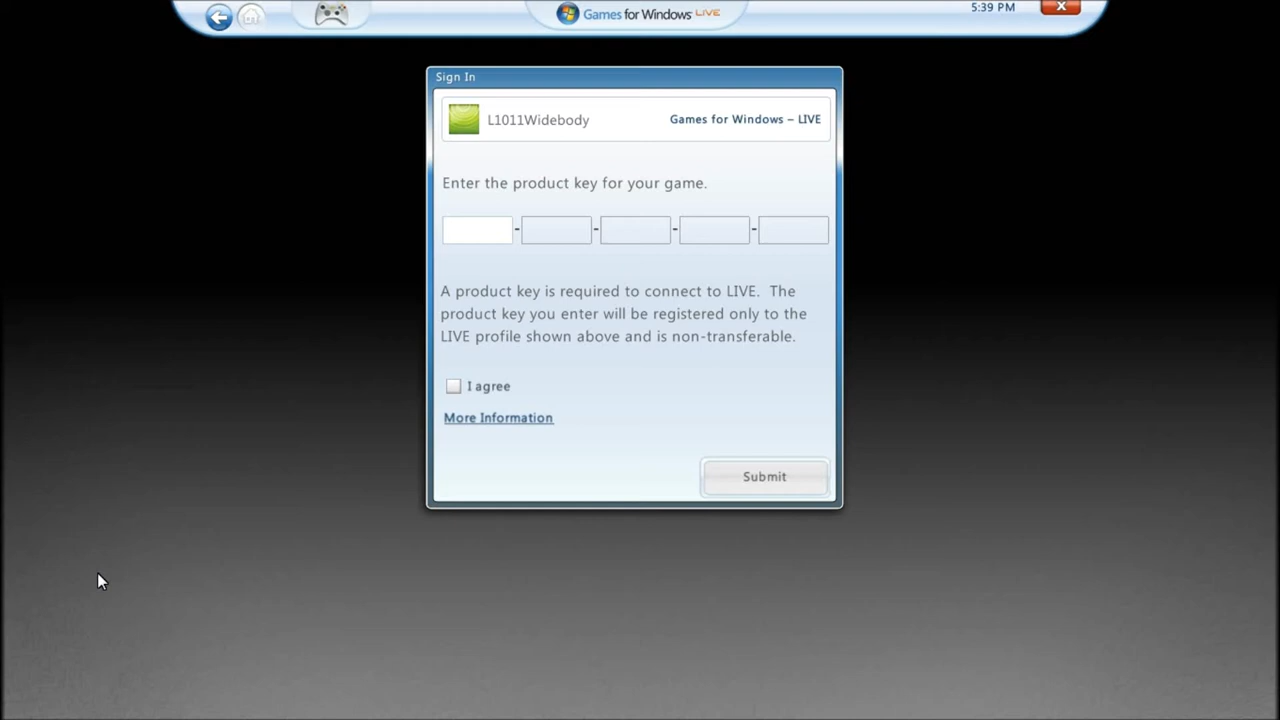 Games for Windows LIVE
5:39 PM
Sign In
L1011Widebody
Games for Windows – LIVE
Enter the product key for your game.
- - - -
A product key is required to connect to LIVE. The
product key you enter will be registered only to the
LIVE profile shown above and is non-transferable.
I agree
More Information
Submit